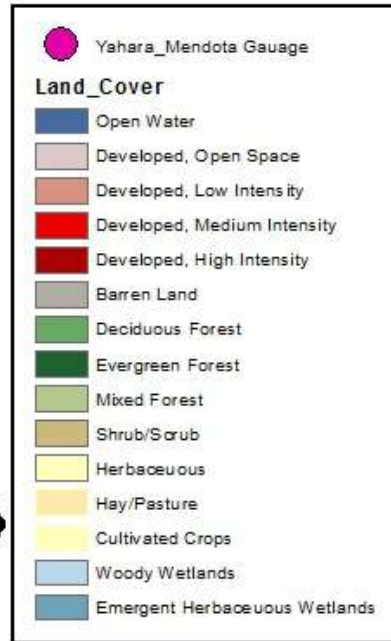 Yahara_Mendota Gauage
Land_Cover
Open Water
Developed, Open Space
Developed, Low Intensity
Developed, Medium Intensity
Developed, High Intensity
Barren Land
Deciduous Forest
Evergreen Forest
Mixed Forest
Shrub/Scrub
Herbaceuous
Hay/Pasture
Cultivated Crops
Woody Wetlands
Emergent Herbaceuous Wetlands